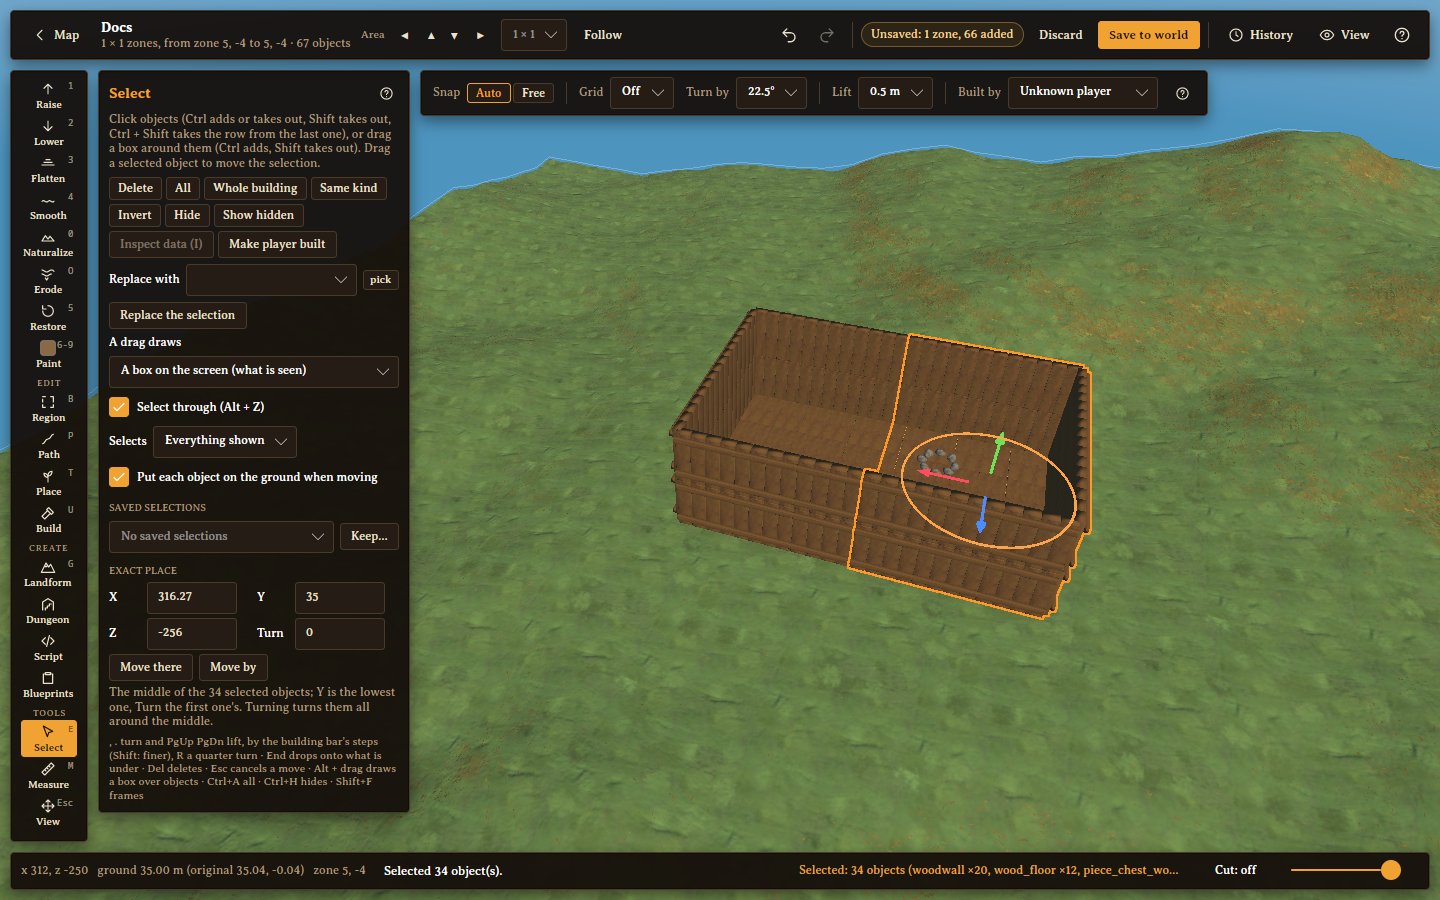 Map
Docs
1 × 1 zones, from zone 5, -4 to 5, -4 · 67 objects
Area
1 × 1
Follow
Unsaved: 1 zone, 66 added
Discard
Save to world
History
View
Raise 1
Lower 2
Flatten 3
Smooth 4
Naturalize 0
Erode O
Restore 5
Paint 6-9
EDIT
Region B
Path P
Place T
Build U
CREATE
Landform G
Dungeon
Script
Blueprints
TOOLS
Select E
Measure M
View Esc
Select
Click objects (Ctrl adds or takes out, Shift takes out,
Ctrl + Shift takes the row from the last one), or drag
a box around them (Ctrl adds, Shift takes out). Drag
a selected object to move the selection.
Delete All Whole building Same kind
Invert Hide Show hidden
Inspect data (I) Make player built
Replace with pick
Replace the selection
A drag draws
A box on the screen (what is seen)
Select through (Alt + Z)
Selects Everything shown
Put each object on the ground when moving
SAVED SELECTIONS
No saved selections Keep...
EXACT PLACE
X 316.27 Y 35
Z -256 Turn 0
Move there Move by
The middle of the 34 selected objects; Y is the lowest
one, Turn the first one's. Turning turns them all
around the middle.
, . turn and PgUp PgDn lift, by the building bar's steps
(Shift: finer), R a quarter turn · End drops onto what is
under · Del deletes · Esc cancels a move · Alt + drag draws
a box over objects · Ctrl+A all · Ctrl+H hides · Shift+F
frames
Snap Auto Free Grid Off Turn by 22.5° Lift 0.5 m Built by Unknown player
x 312, z -250 ground 35.00 m (original 35.04, -0.04) zone 5, -4 Selected 34 object(s).
Selected: 34 objects (woodwall ×20, wood_floor ×12, piece_chest_wo... Cut: off